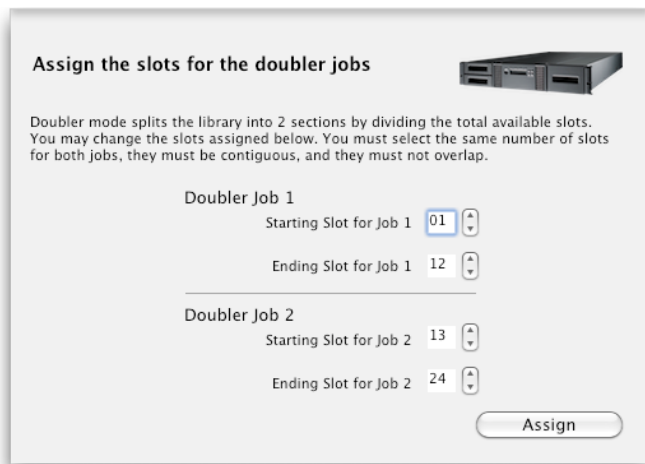 Assign the slots for the doubler jobs
Doubler mode splits the library into 2 sections by dividing the total available slots.
You may change the slots assigned below. You must select the same number of slots
for both jobs, they must be contiguous, and they must not overlap.
Doubler Job 1
Starting Slot for Job 1 01
Ending Slot for Job 1 12
Doubler Job 2
Starting Slot for Job 2 13
Ending Slot for Job 2 24
Assign